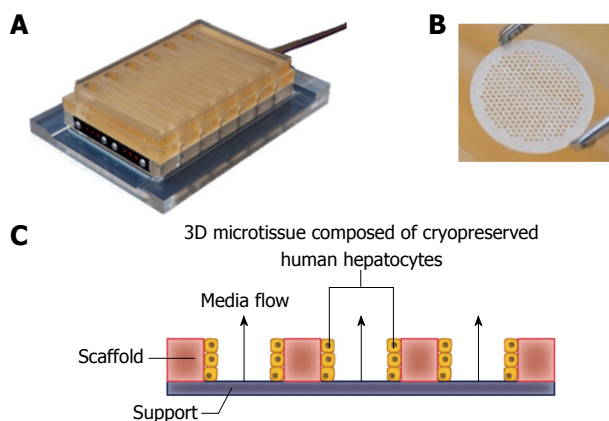 A
B
C
3D microtissue composed of cryopreserved
human hepatocytes
Media flow
Scaffold
Support